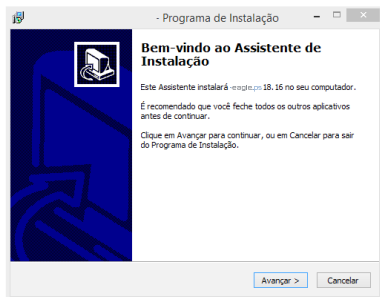 - Programa de Instalação
Bem-vindo ao Assistente de
Instalação
Este Assistente instalará -eagle.ps 18.16 no seu computador.
É recomendado que você feche todos os outros aplicativos
antes de continuar.
Clique em Avançar para continuar, ou em Cancelar para sair
do Programa de Instalação.
Avançar >
Cancelar